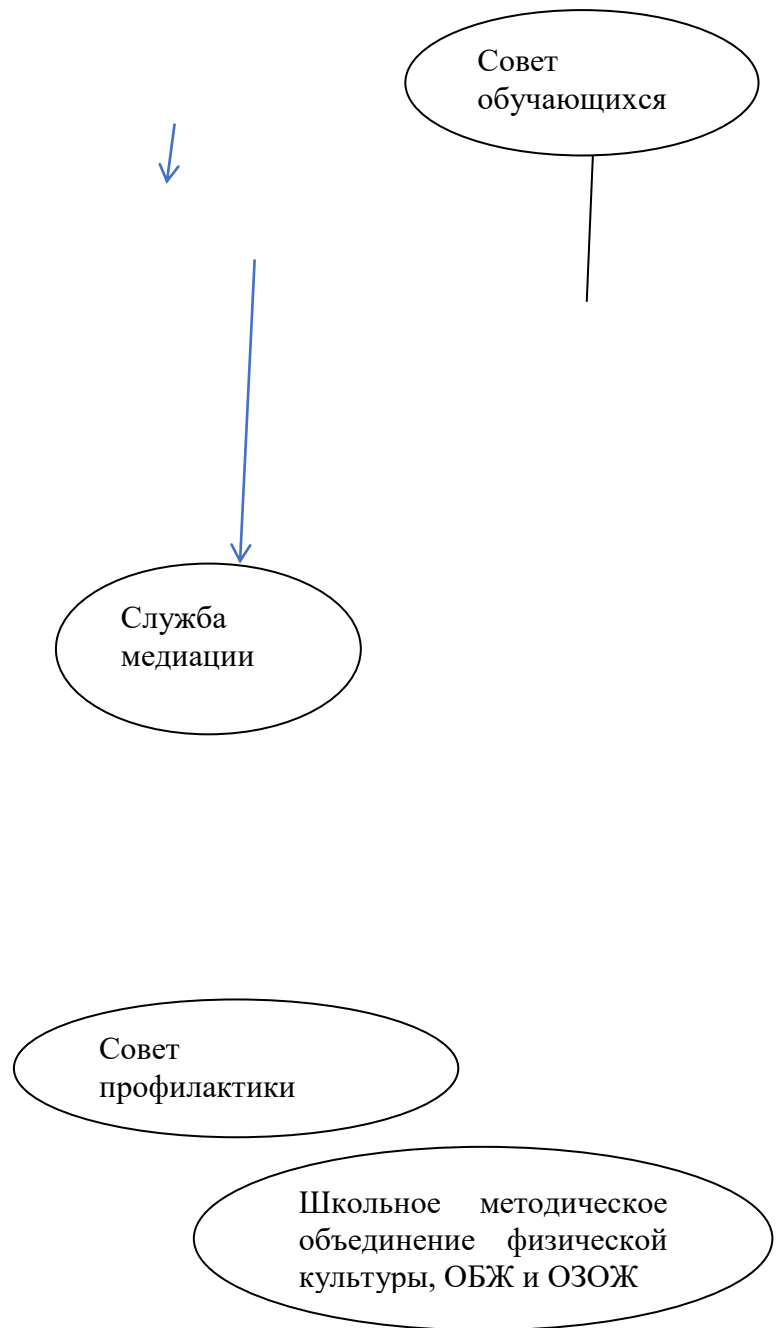 Совет
обучающихся
Служба
медиации
Совет
профилактики
Школьное методическое
объединение физической
культуры, ОБЖ и ОЗОЖ